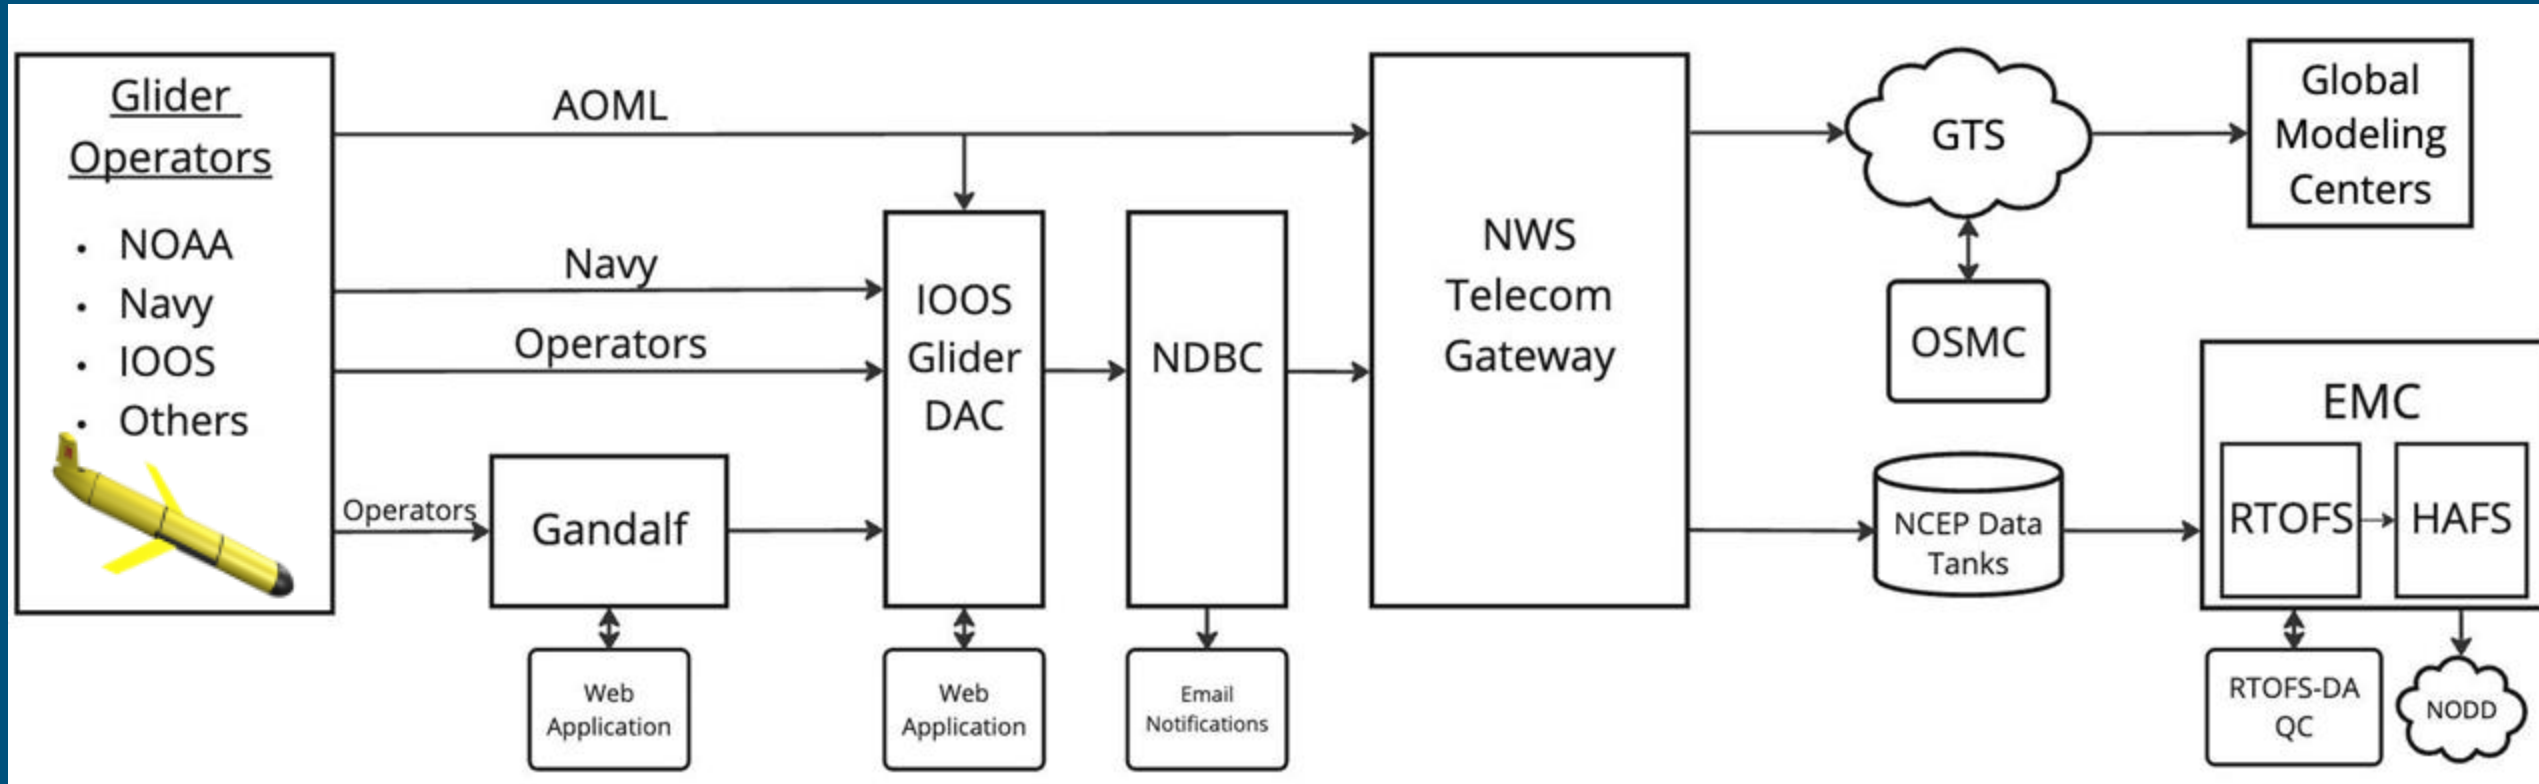 Glider
Operators
• NOAA
• Navy
• IOOS
• Others
AOML
Navy
Operators
Operators
Gandalf
Web
Application
IOOS
Glider
DAC
Web
Application
NDBC
Email
Notifications
NWS
Telecom
Gateway
GTS
OSMC
Global
Modeling
Centers
NCEP Data
Tanks
EMC
RTOFS
HAFS
RTOFS-DA
QC
NODD